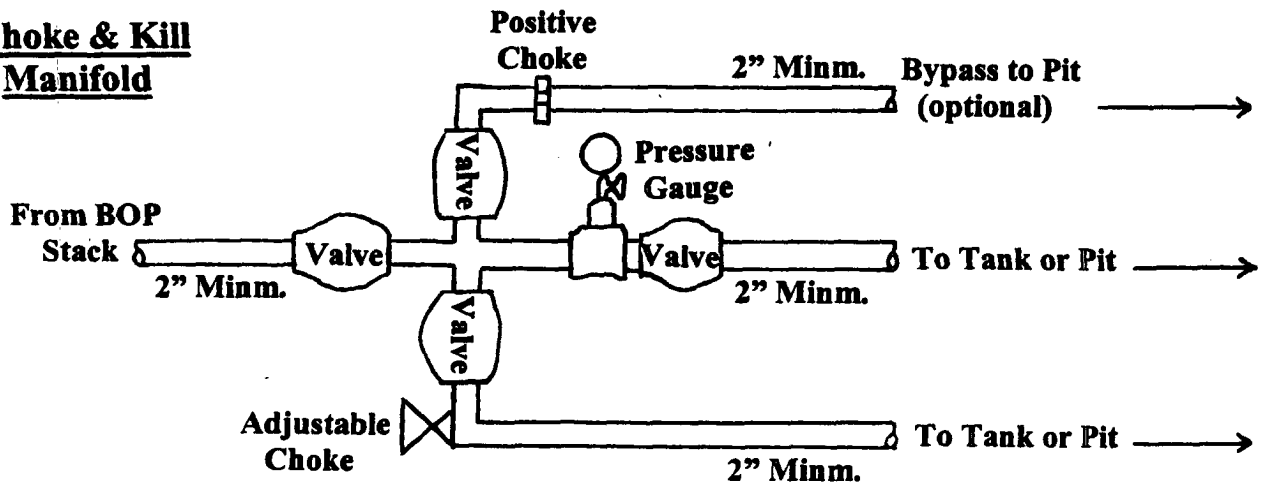 hoke & Kill
Manifold
Positive
Choke
2” Minm.
Bypass to Pit
(optional)
Valve
Pressure
Gauge
From BOP
Stack
Valve
Valve
To Tank or Pit
2” Minm.
2” Minm.
Valve
Adjustable
Choke
To Tank or Pit
2” Minm.